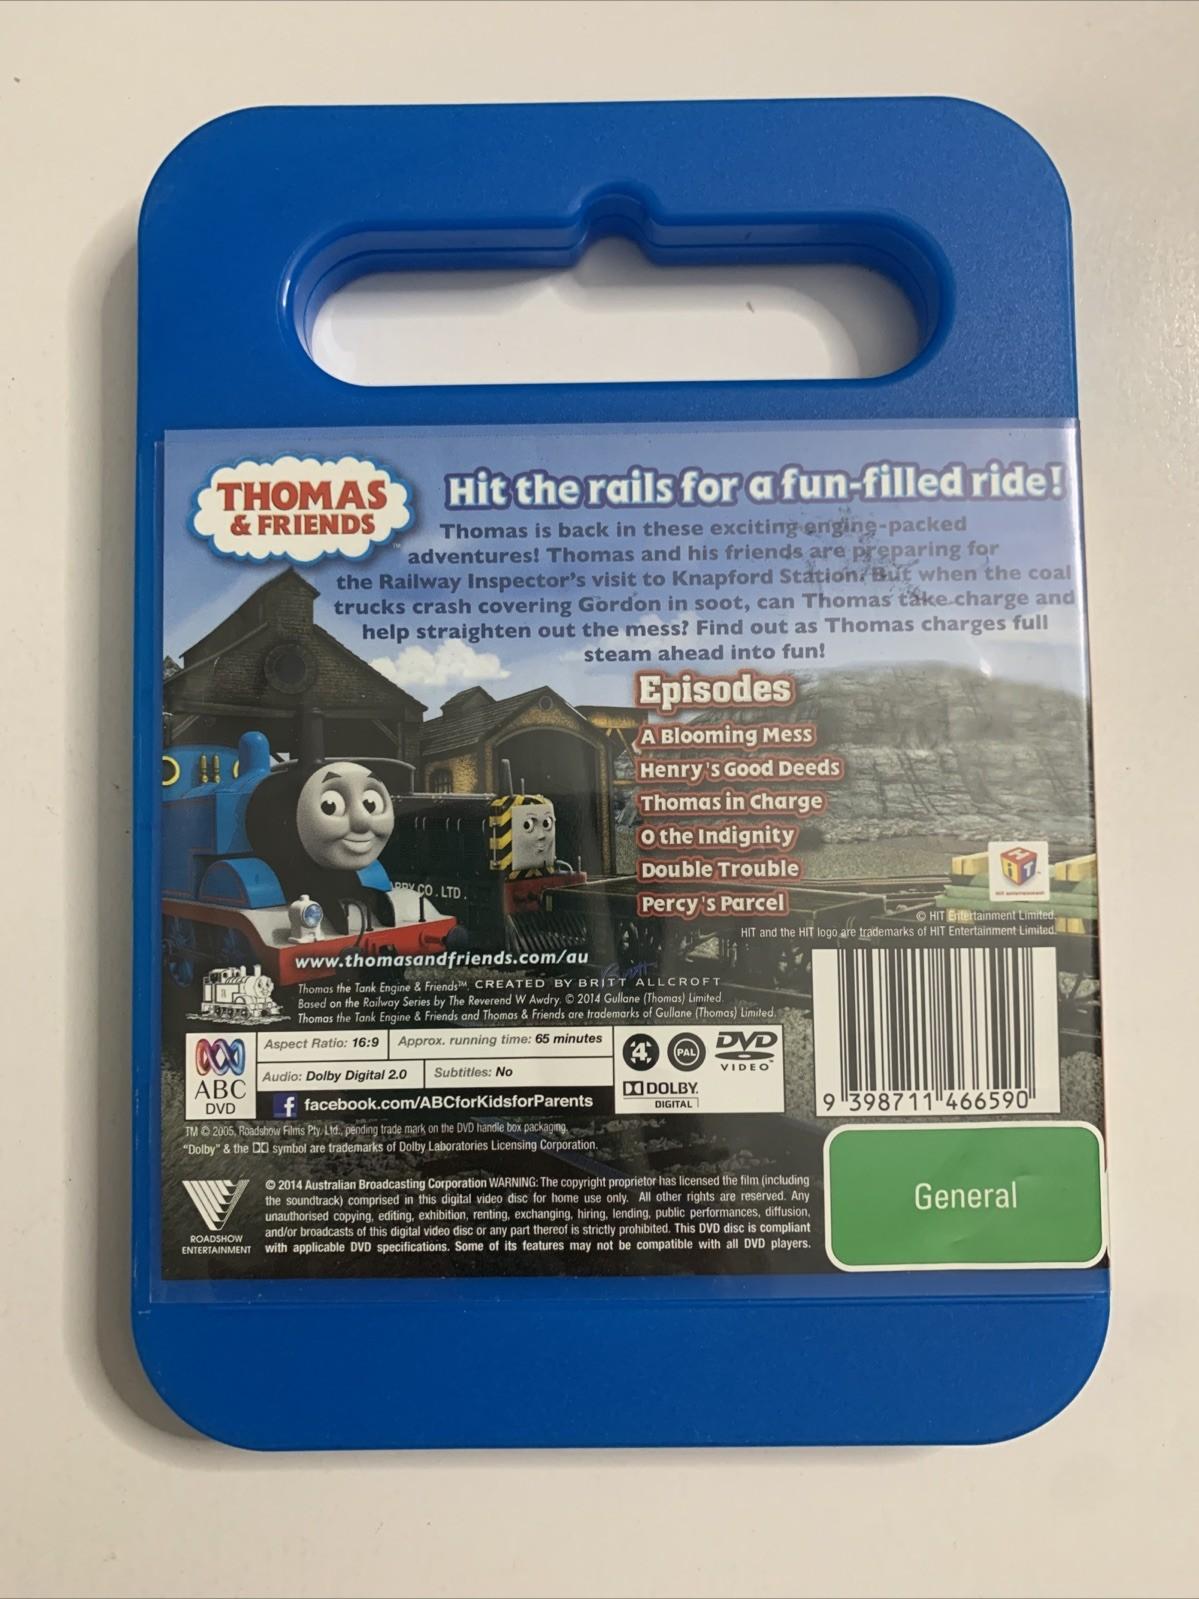 THOMAS
& FRIENDS
™
Hit the rails for a fun-filled ride!
Thomas is back in these exciting engine-packed
adventures! Thomas and his friends are preparing for
the Railway Inspector's visit to Knapford Station. But when the coal
trucks crash covering Gordon in soot, can Thomas take charge and
help straighten out the mess? Find out as Thomas charges full
steam ahead into fun!
Episodes
A Blooming Mess
Henry's Good Deeds
Thomas in Charge
O the Indignity
Double Trouble
Percy's Parcel
CO. LTD.
HiT
HIT entertainment
© HIT Entertainment Limited.
HIT and the HIT logo are trademarks of HIT Entertainment Limited.
www.thomasandfriends.com/au
Thomas the Tank Engine & Friends™ CREATED BY BRITT ALLCROFT
Based on the Railway Series by The Reverend W Awdry. © 2014 Gullane (Thomas) Limited.
Thomas the Tank Engine & Friends and Thomas & Friends are trademarks of Gullane (Thomas) Limited.
ABC
DVD
Aspect Ratio: 16:9
Approx. running time: 65 minutes
Audio: Dolby Digital 2.0
Subtitles: No
f facebook.com/ABCforKidsforParents
4
PAL
DVD
VIDEO™
DOLBY
DIGITAL
9 398711 466590
TM © 2005, Roadshow Films Pty. Ltd., pending trade mark on the DVD handle box packaging.
"Dolby" & the symbol are trademarks of Dolby Laboratories Licensing Corporation.
ROADSHOW
ENTERTAINMENT
© 2014 Australian Broadcasting Corporation WARNING: The copyright proprietor has licensed the film (including
the soundtrack) comprised in this digital video disc for home use only. All other rights are reserved. Any
unauthorised copying, editing, exhibition, renting, exchanging, hiring, lending, public performances, diffusion,
and/or broadcasts of this digital video disc or any part thereof is strictly prohibited. This DVD disc is compliant
with applicable DVD specifications. Some of its features may not be compatible with all DVD players.
General